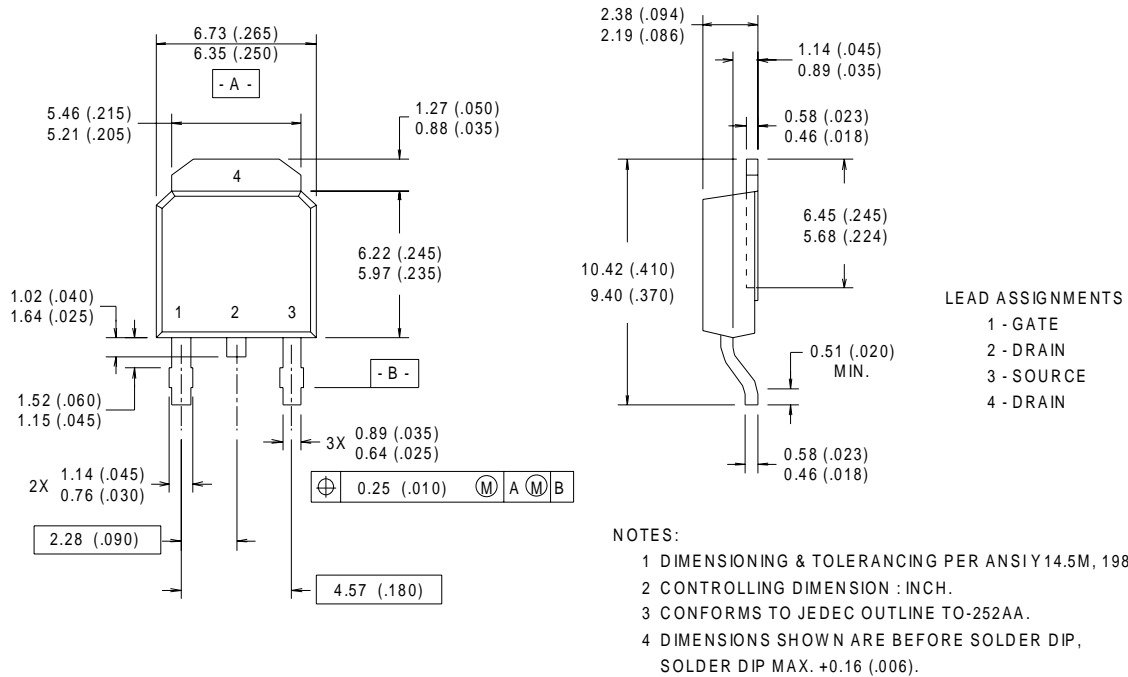 6.73 (.265)
6.35 (.250)
- A -
5.46 (.215)
5.21 (.205)
1.27 (.050)
0.88 (.035)
4
6.22 (.245)
5.97 (.235)
1.02 (.040)
1.64 (.025)
1 2 3
- B -
1.52 (.060)
1.15 (.045)
3X 0.89 (.035)
0.64 (.025)
2X 1.14 (.045)
0.76 (.030)
⌖ 0.25 (.010) Ⓜ A Ⓜ B
2.28 (.090)
4.57 (.180)
2.38 (.094)
2.19 (.086)
1.14 (.045)
0.89 (.035)
0.58 (.023)
0.46 (.018)
6.45 (.245)
5.68 (.224)
10.42 (.410)
9.40 (.370)
0.51 (.020)
MIN.
0.58 (.023)
0.46 (.018)
LEAD ASSIGNMENTS
1 - GATE
2 - DRAIN
3 - SOURCE
4 - DRAIN
NOTES:
1 DIMENSIONING & TOLERANCING PER ANSI Y14.5M, 198
2 CONTROLLING DIMENSION : INCH.
3 CONFORMS TO JEDEC OUTLINE TO-252AA.
4 DIMENSIONS SHOWN ARE BEFORE SOLDER DIP,
SOLDER DIP MAX. +0.16 (.006).